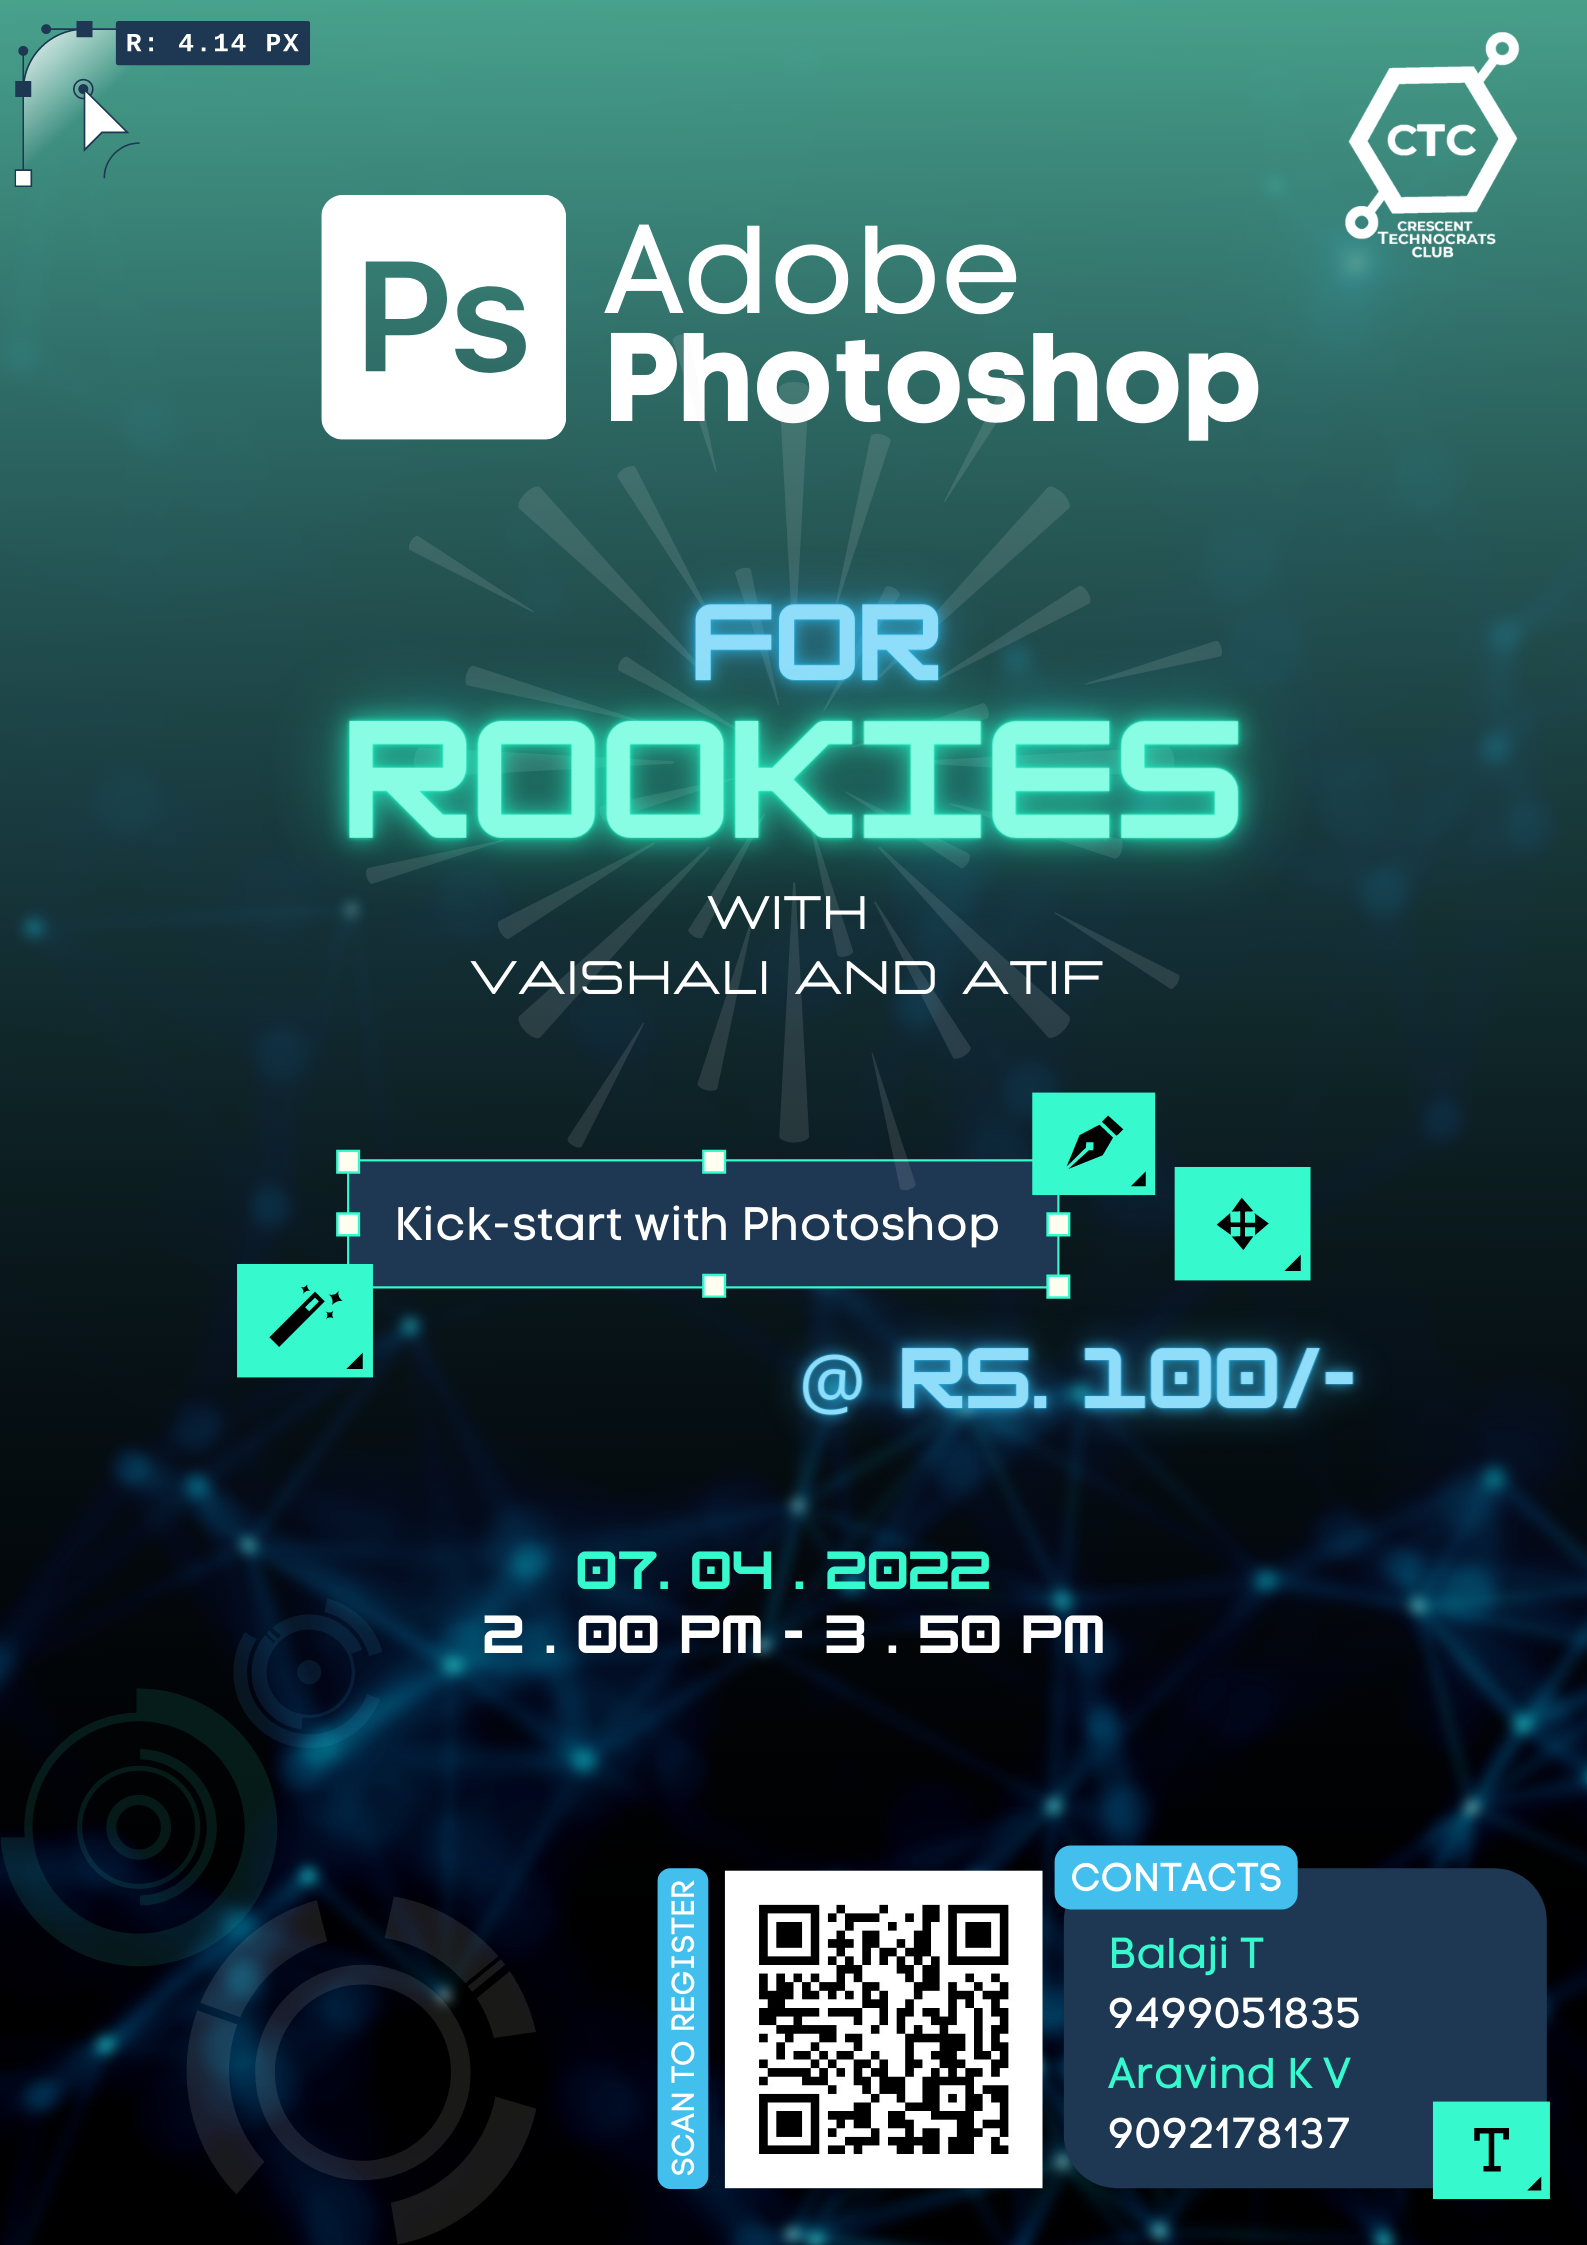 R: 4.14 PX
CTC
CRESCENT
TECHNOCRATS
CLUB
Ps
Adobe
Photoshop
FOR
ROOKIES
WITH
VAISHALI AND ATIF
Kick-start with Photoshop
@ RS. 100/-
07. 04 . 2022
2 . 00 PM - 3 . 50 PM
SCAN TO REGISTER
CONTACTS
Balaji T
9499051835
Aravind K V
9092178137
T